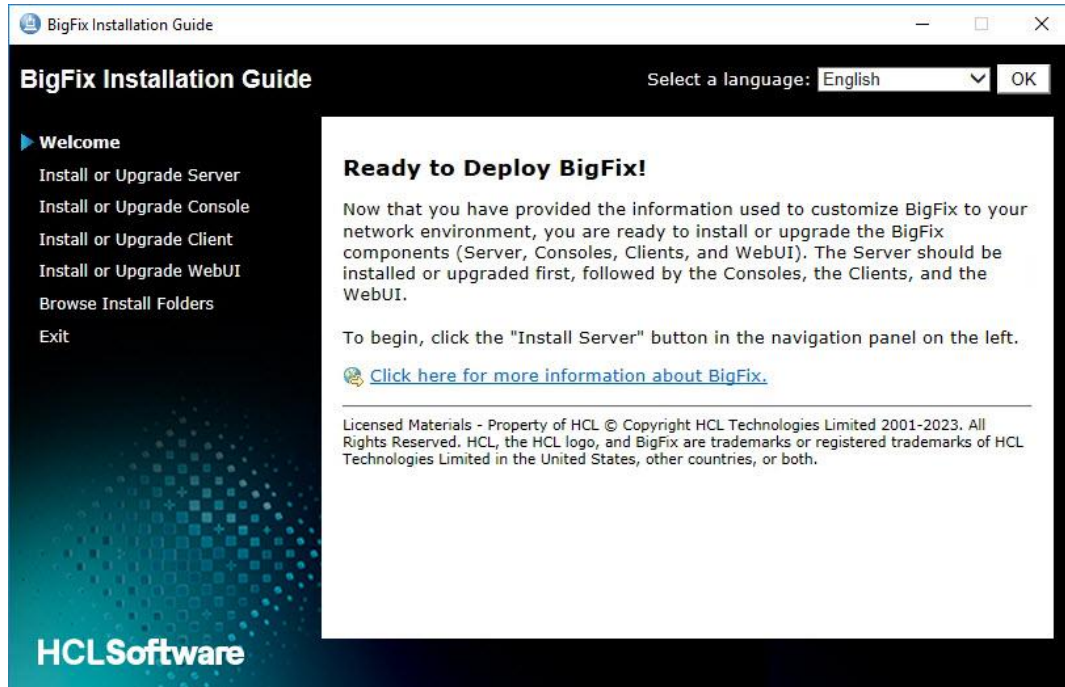 BigFix Installation Guide
BigFix Installation Guide
Select a language: English OK
Welcome
Install or Upgrade Server
Install or Upgrade Console
Install or Upgrade Client
Install or Upgrade WebUI
Browse Install Folders
Exit
Ready to Deploy BigFix!
Now that you have provided the information used to customize BigFix to your
network environment, you are ready to install or upgrade the BigFix
components (Server, Consoles, Clients, and WebUI). The Server should be
installed or upgraded first, followed by the Consoles, the Clients, and the
WebUI.
To begin, click the "Install Server" button in the navigation panel on the left.
Click here for more information about BigFix.
Licensed Materials - Property of HCL © Copyright HCL Technologies Limited 2001-2023. All
Rights Reserved. HCL, the HCL logo, and BigFix are trademarks or registered trademarks of HCL
Technologies Limited in the United States, other countries, or both.
HCLSoftware